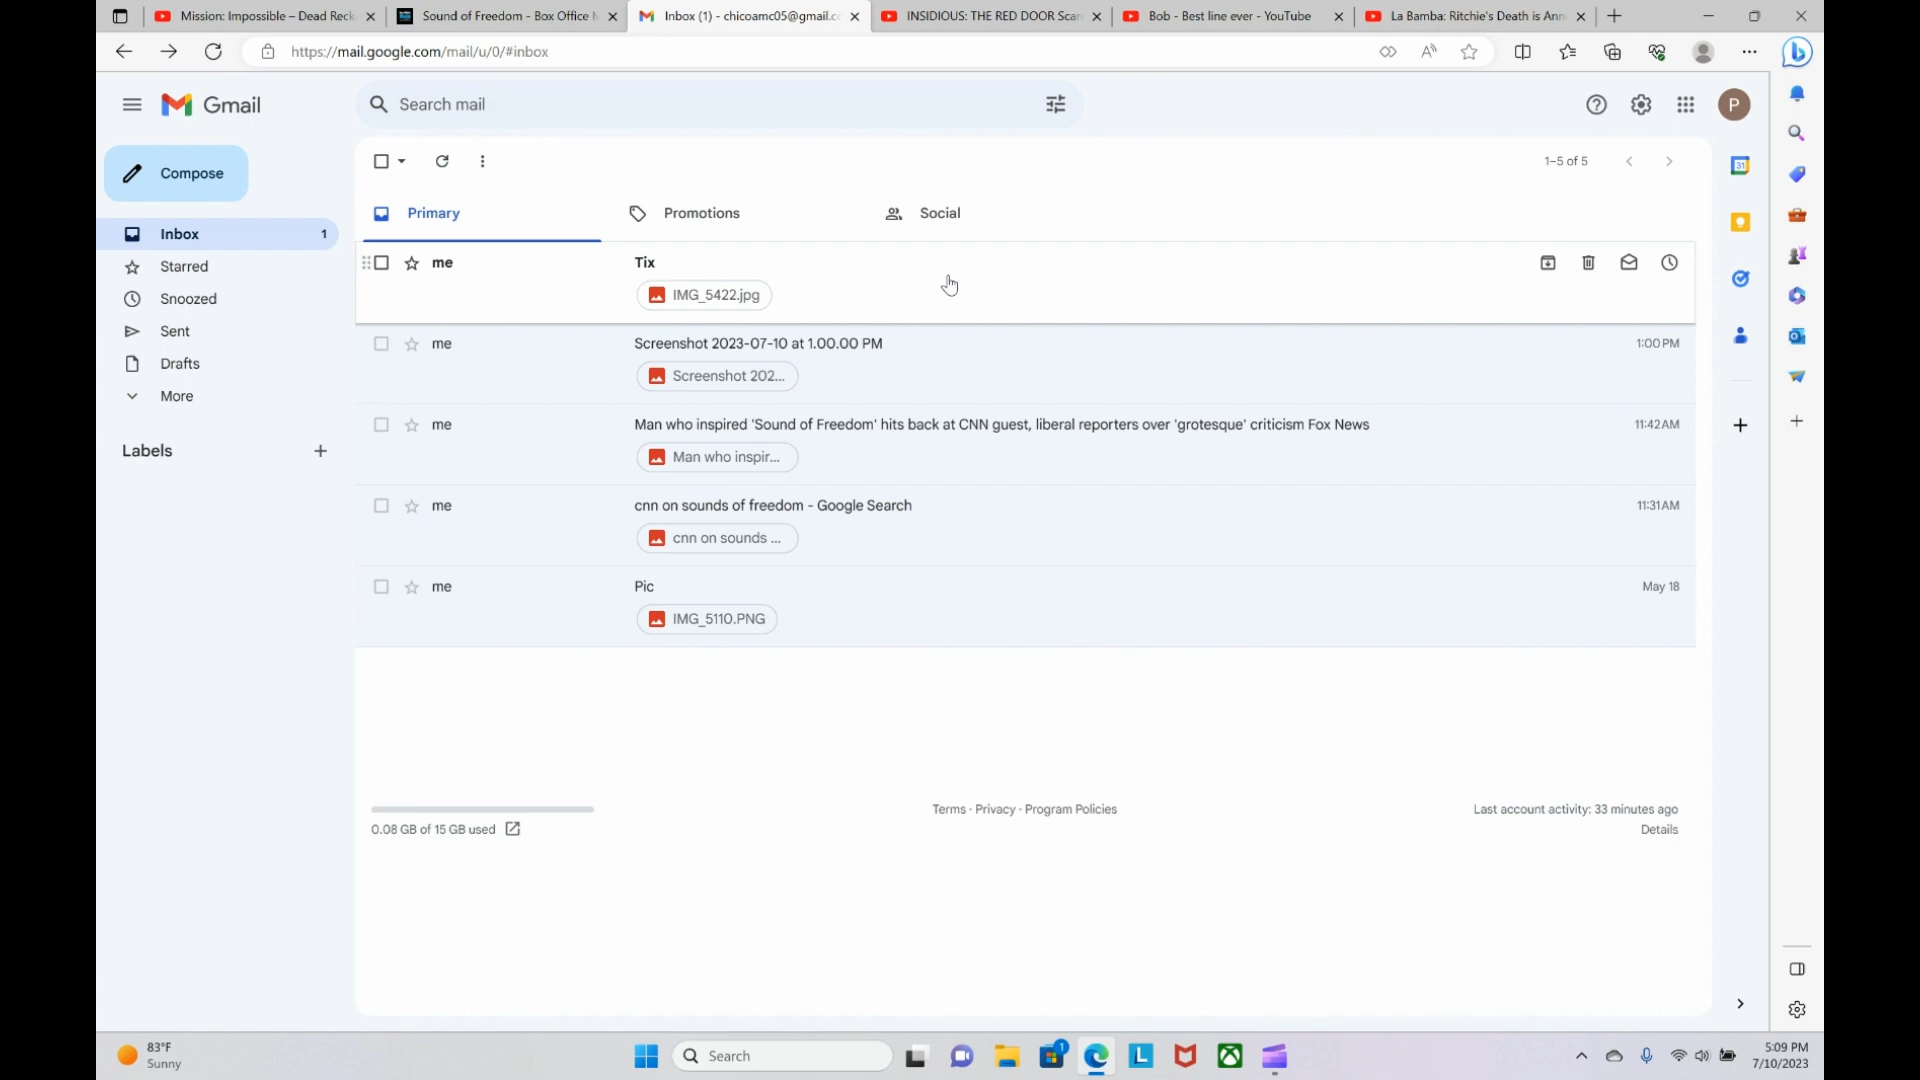 Mission: Impossible – Dead Reck
Sound of Freedom - Box Office M
Inbox (1) - chicoamc05@gmail.c
INSIDIOUS: THE RED DOOR Scar
Bob - Best line ever - YouTube
La Bamba: Ritchie's Death is Ann
https://mail.google.com/mail/u/0/#inbox
Gmail
Search mail
P
Compose
1–5 of 5
31
Primary
Promotions
Social
Inbox 1
Starred
Snoozed
Sent
Drafts
More
Labels
me Tix
IMG_5422.jpg
me Screenshot 2023-07-10 at 1.00.00 PM 1:00 PM
Screenshot 202...
me Man who inspired 'Sound of Freedom' hits back at CNN guest, liberal reporters over 'grotesque' criticism Fox News 11:42 AM
Man who inspir...
me cnn on sounds of freedom - Google Search 11:31 AM
cnn on sounds ...
me Pic May 18
IMG_5110.PNG
0.08 GB of 15 GB used
Terms · Privacy · Program Policies
Last account activity: 33 minutes ago
Details
83°F
Sunny
Search
1
L
5:09 PM
7/10/2023